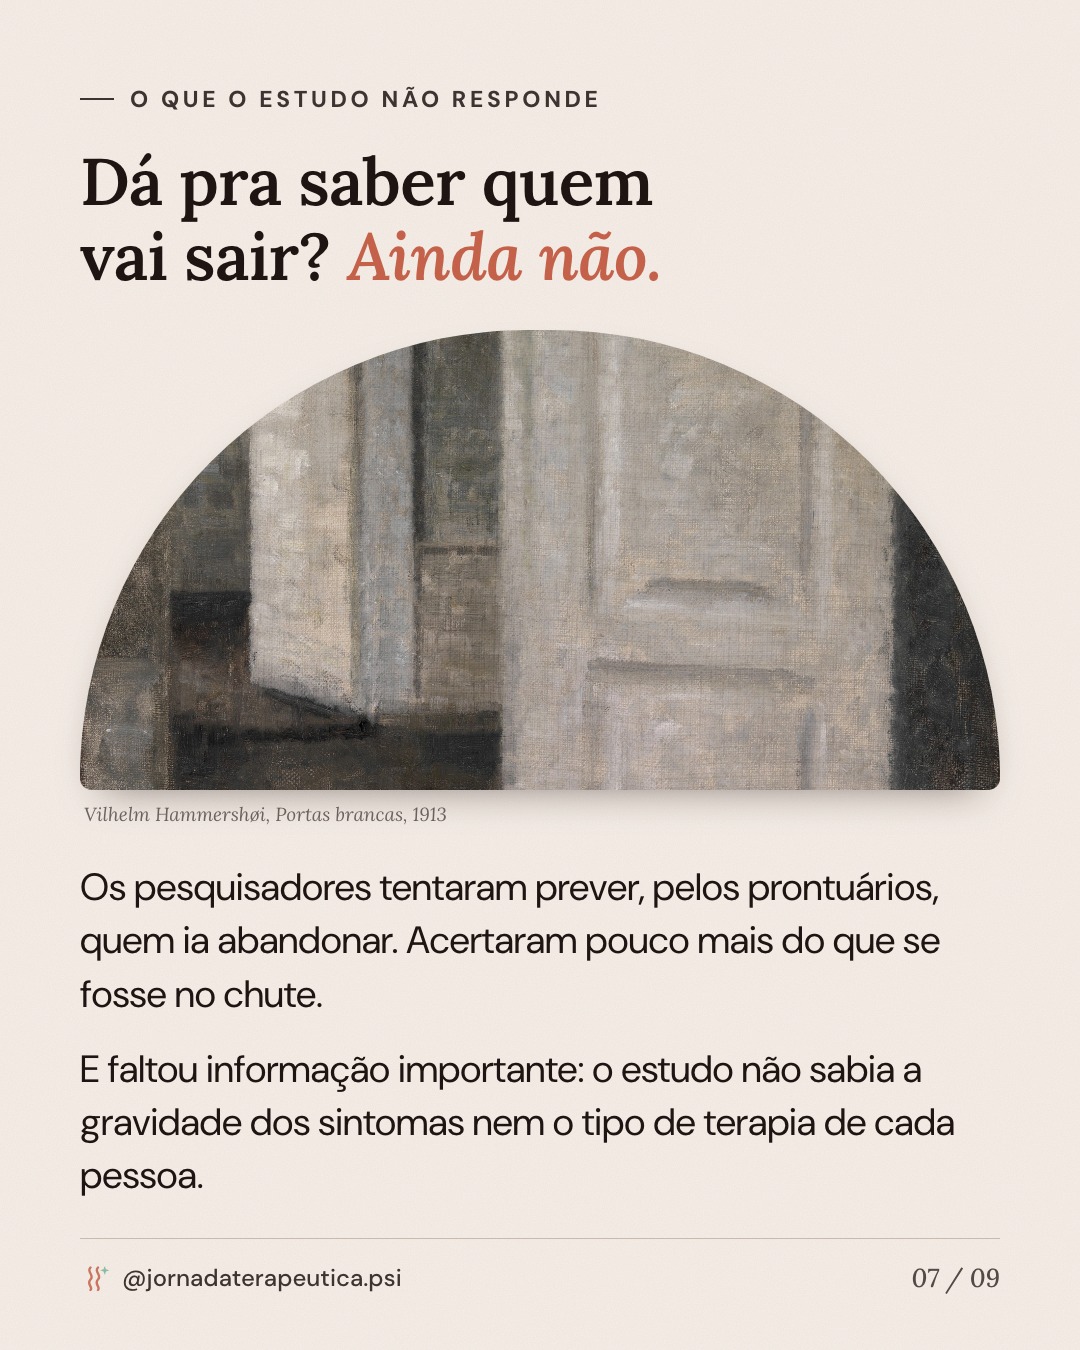 O QUE O ESTUDO NÃO RESPONDE
Dá pra saber quem
vai sair? Ainda não.
Vilhelm Hammershøi, Portas brancas, 1913
Os pesquisadores tentaram prever, pelos prontuários,
quem ia abandonar. Acertaram pouco mais do que se
fosse no chute.
E faltou informação importante: o estudo não sabia a
gravidade dos sintomas nem o tipo de terapia de cada
pessoa.
@jornadaterapeutica.psi
07 / 09